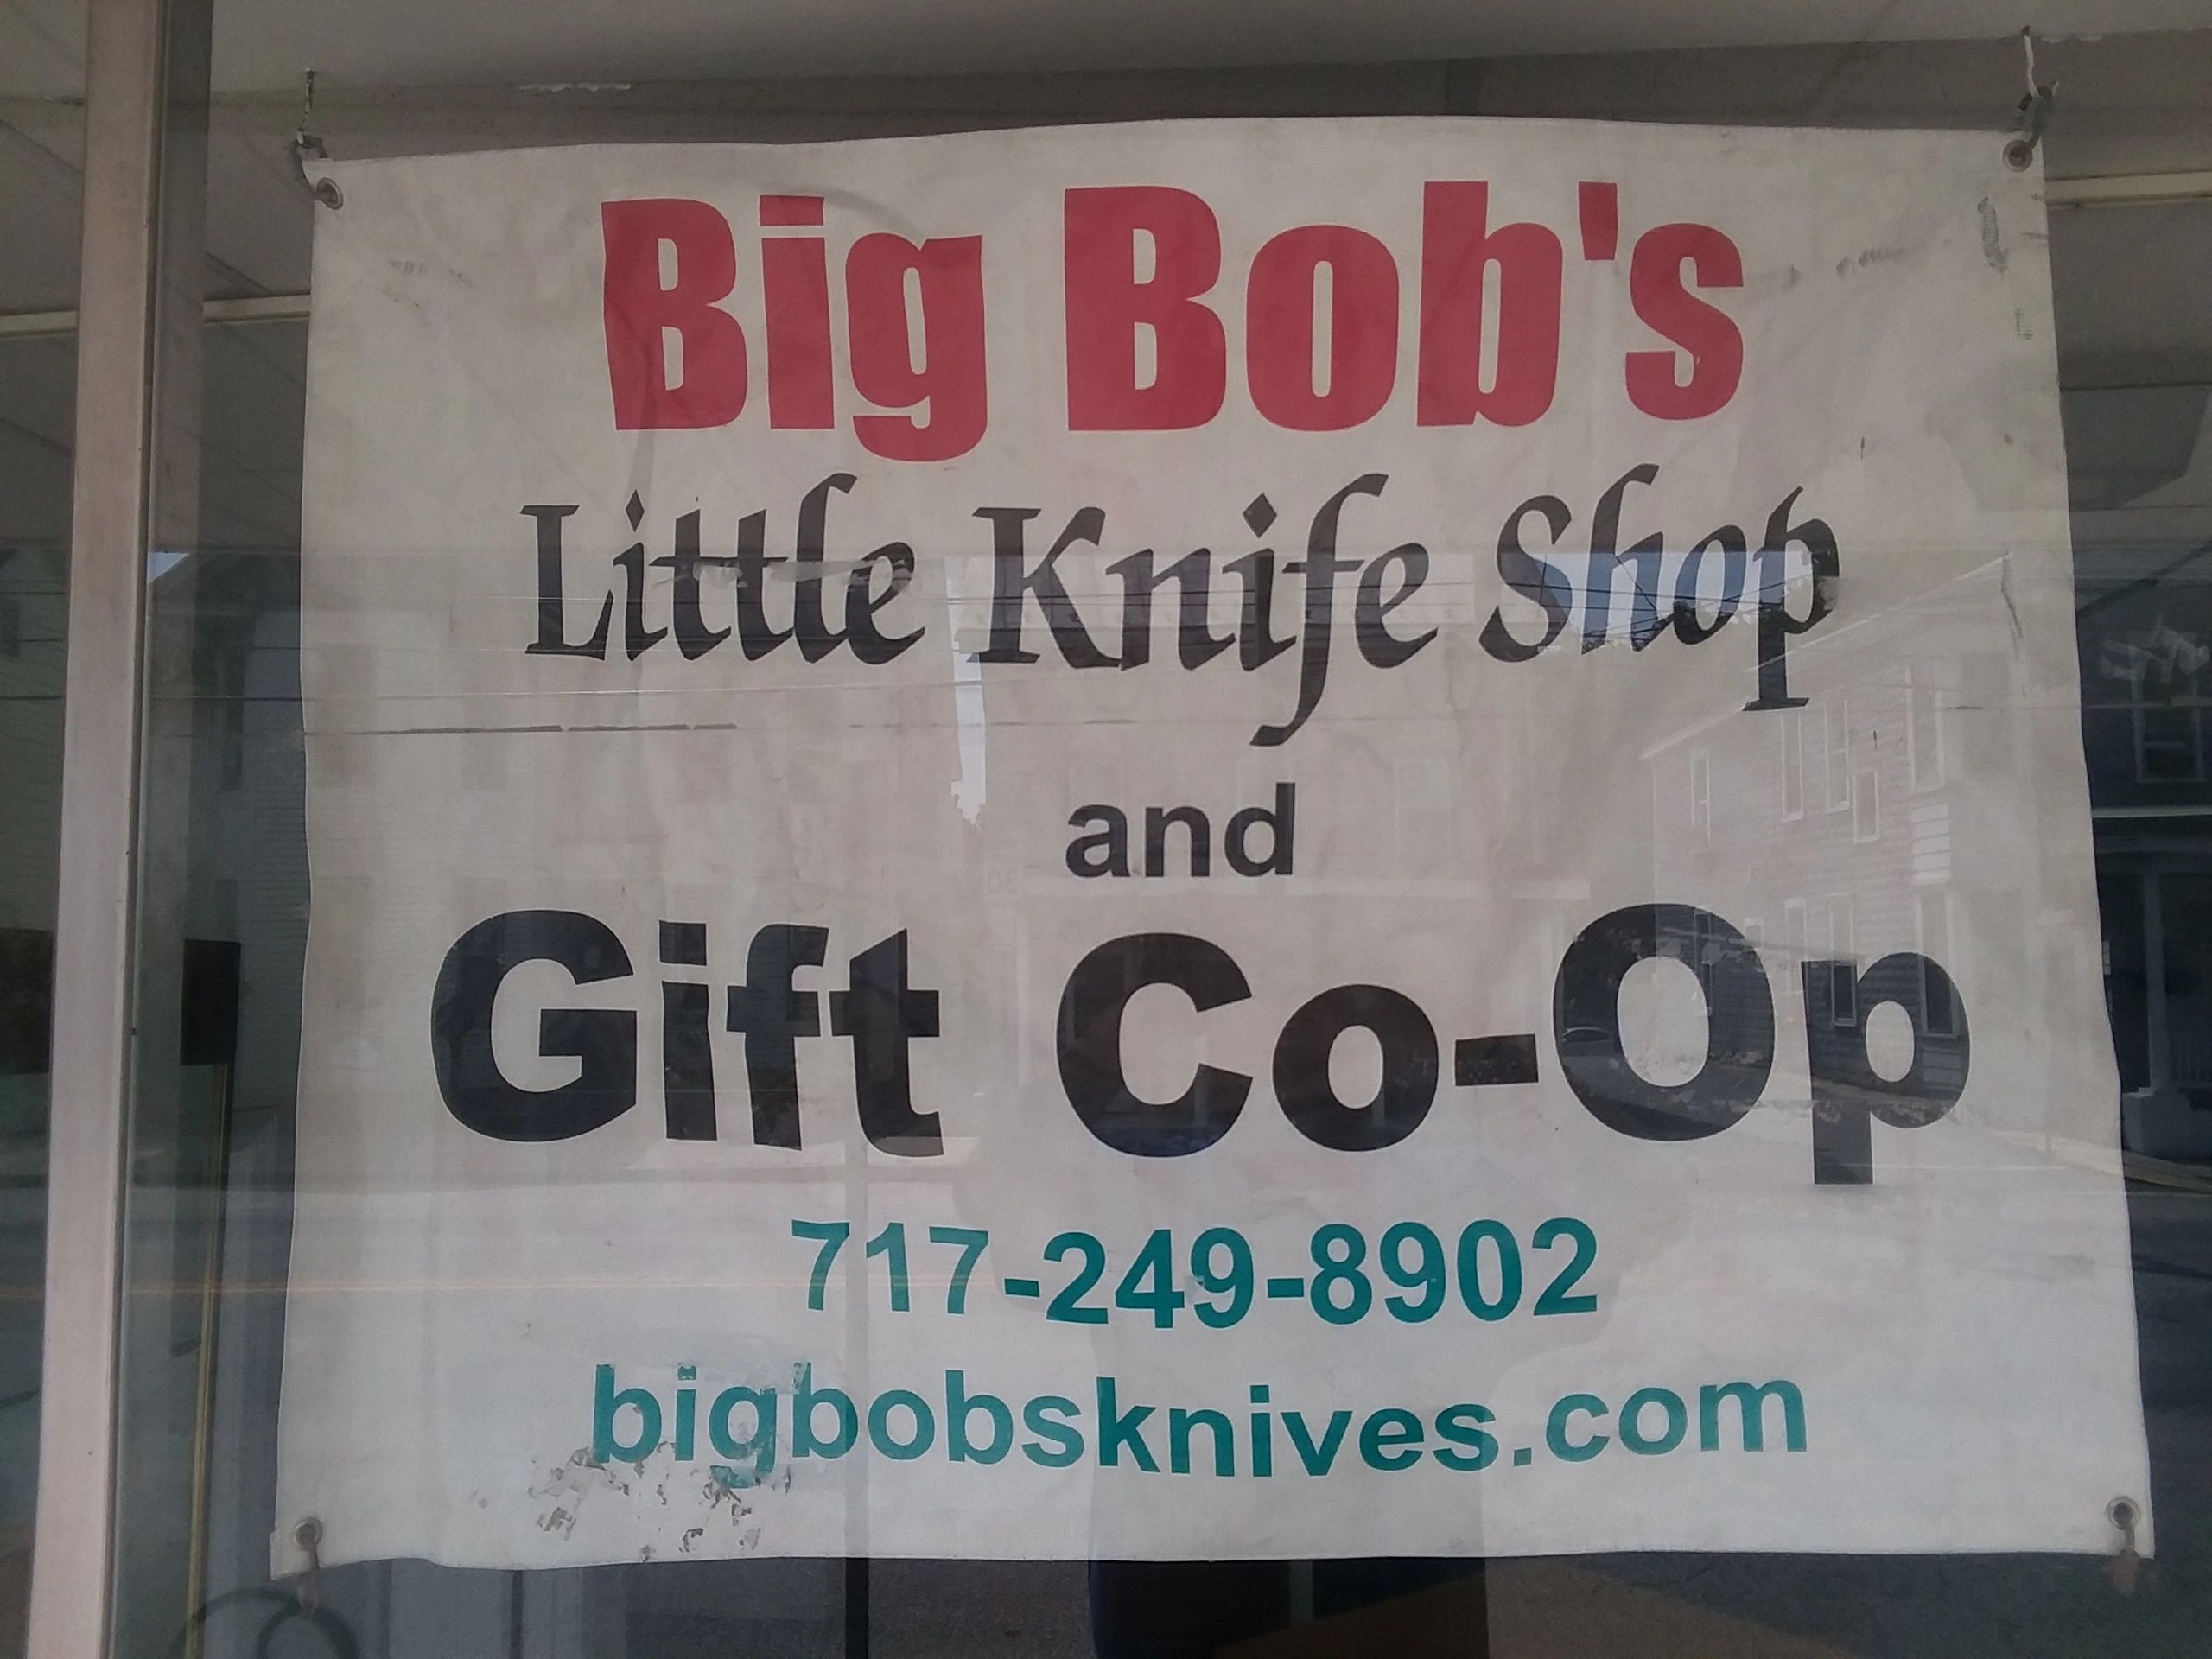 Big Bob's
Little Knife Shop
and
Gift Co-Op
717-249-8902
bigbobsknives.com